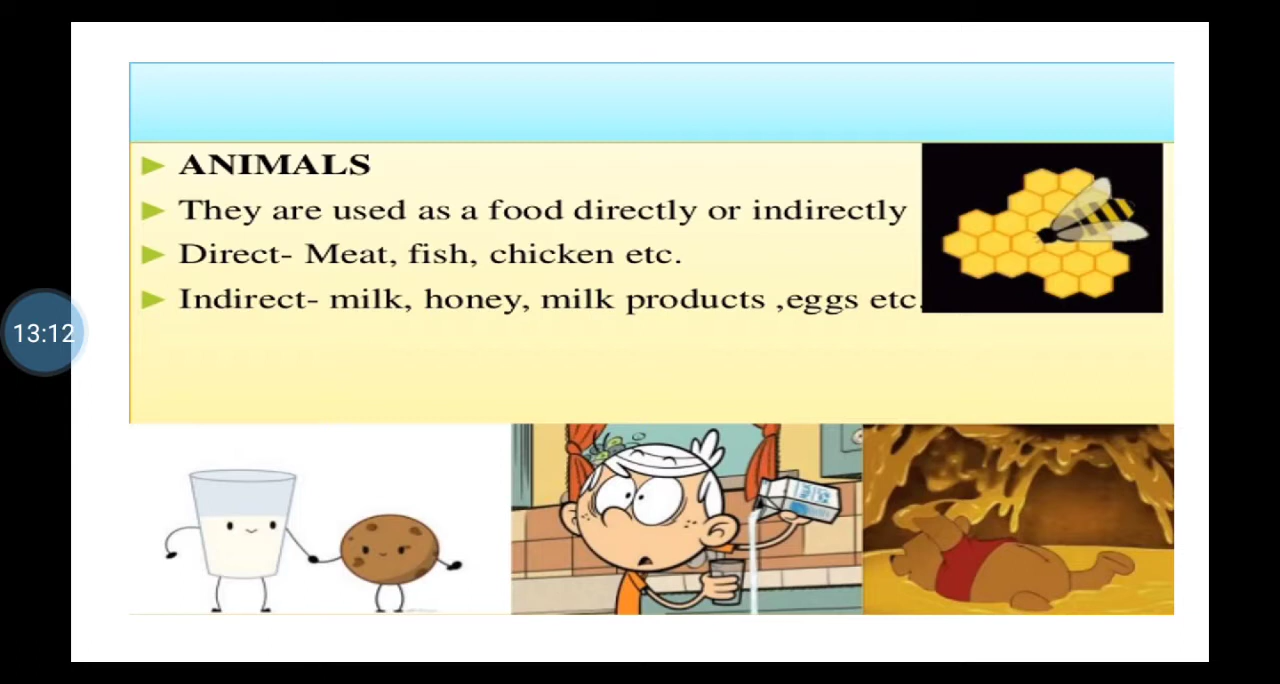 ANIMALS
They are used as a food directly or indirectly
Direct- Meat, fish, chicken etc.
Indirect- milk, honey, milk products ,eggs etc.
13:12